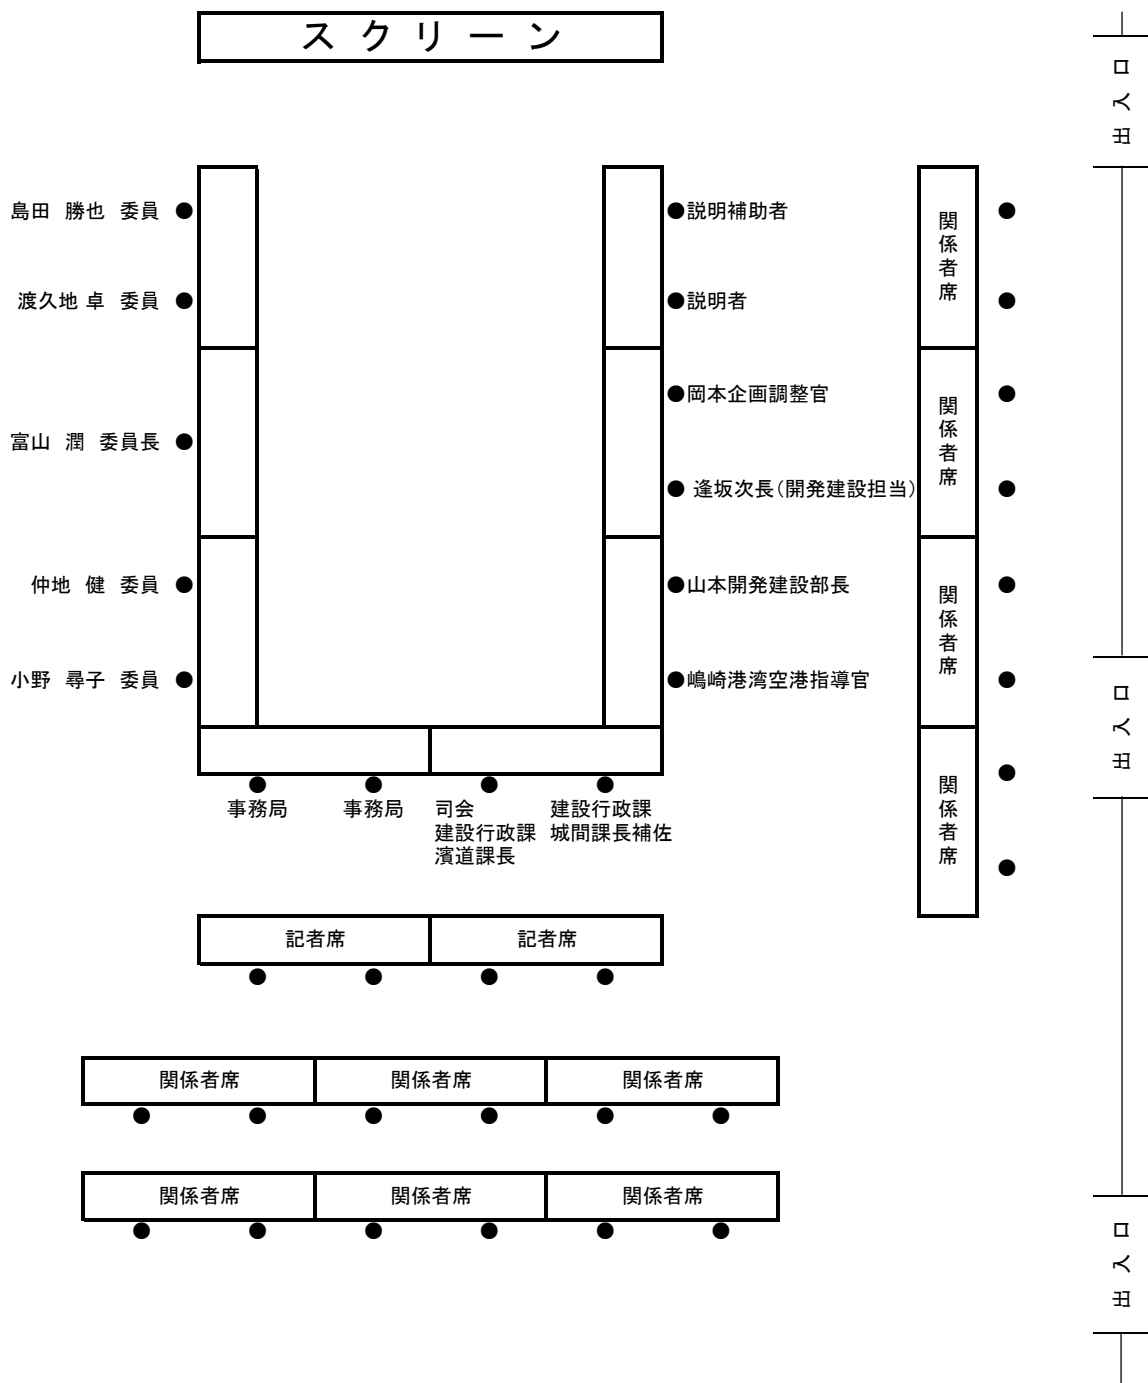 スクリーン
出入口
島田 勝也 委員
渡久地 卓 委員
富山 潤 委員長
仲地 健 委員
小野 尋子 委員
説明補助者
説明者
岡本企画調整官
逢坂次長(開発建設担当)
山本開発建設部長
嶋崎港湾空港指導官
関係者席
関係者席
関係者席
関係者席
出入口
事務局
事務局
司会
建設行政課
濱道課長
建設行政課
城間課長補佐
記者席
記者席
関係者席
関係者席
関係者席
関係者席
関係者席
関係者席
出入口